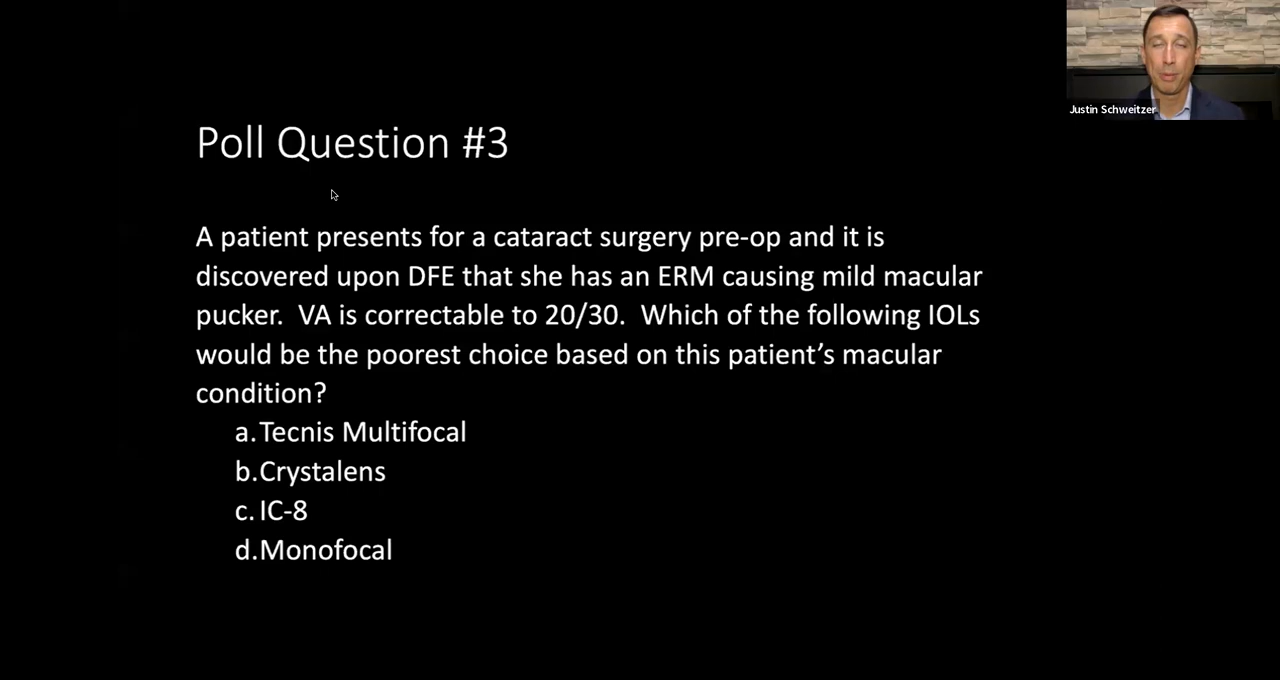 Justin Schweitzer
Poll Question #3
A patient presents for a cataract surgery pre-op and it is
discovered upon DFE that she has an ERM causing mild macular
pucker.  VA is correctable to 20/30.  Which of the following IOLs
would be the poorest choice based on this patient’s macular
condition?
a. Tecnis Multifocal
b. Crystalens
c. IC-8
d. Monofocal